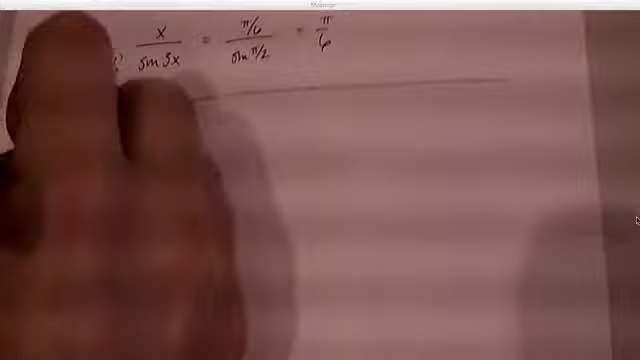 x/sin 3x = π/6/sin π/2 = π/6